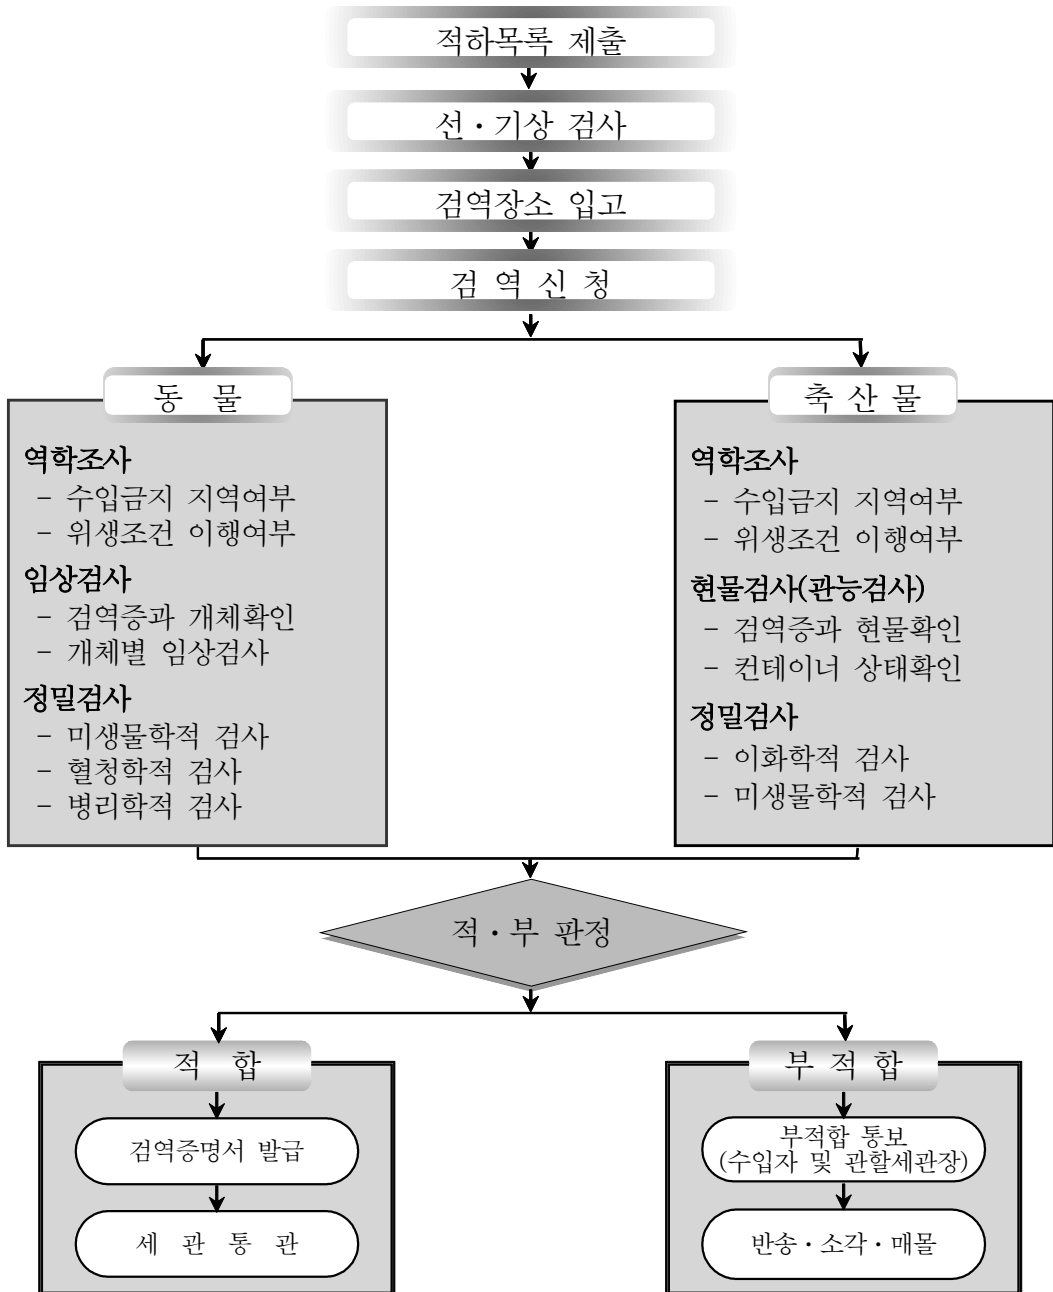 적하목록 제출
선·기상 검사
검역장소 입고
검 역 신 청
동 물
역학조사
- 수입금지 지역여부
- 위생조건 이행여부
임상검사
- 검역증과 개체확인
- 개체별 임상검사
정밀검사
- 미생물학적 검사
- 혈청학적 검사
- 병리학적 검사
축 산 물
역학조사
- 수입금지 지역여부
- 위생조건 이행여부
현물검사(관능검사)
- 검역증과 현물확인
- 컨테이너 상태확인
정밀검사
- 이화학적 검사
- 미생물학적 검사
적·부 판정
적 합
검역증명서 발급
세 관 통 관
부 적 합
부적합 통보
(수입자 및 관할세관장)
반송·소각·매몰